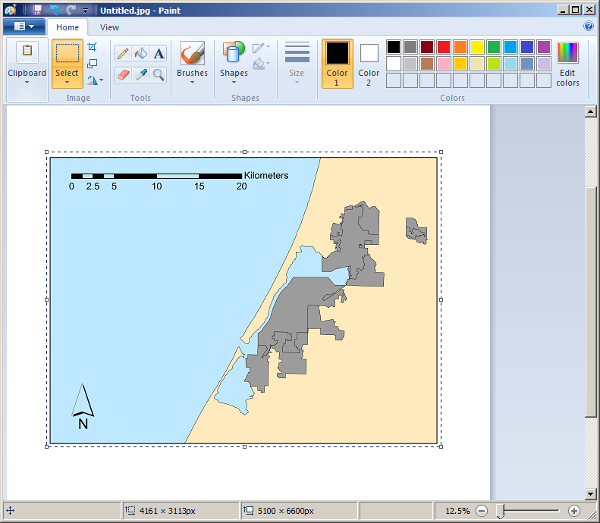 Untitled.jpg - Paint
Home View
Clipboard
Select
Image
Tools
Brushes
Shapes
Shapes
Size
Color 1
Color 2
Edit colors
Colors
Kilometers
0 2.5 5 10 15 20
N
4161 × 3113px
5100 × 6600px
12.5%